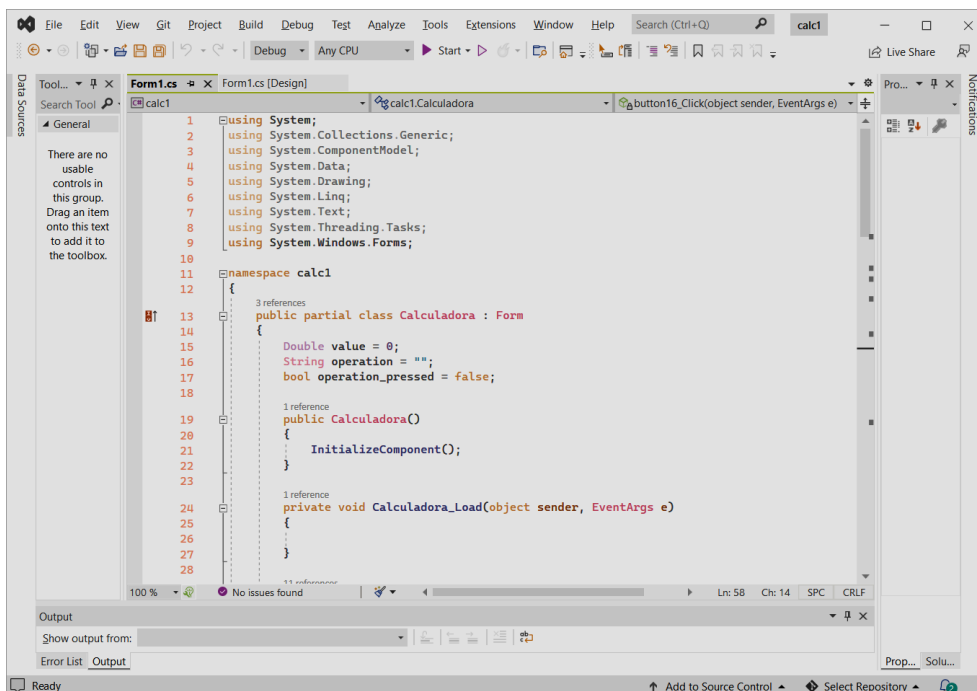 File Edit View Git Project Build Debug Test Analyze Tools Extensions Window Help Search (Ctrl+Q) calc1
Debug Any CPU Start Live Share
Data Sources
Tool...
Search Tool
General
There are no
usable
controls in
this group.
Drag an item
onto this text
to add it to
the toolbox.
Form1.cs Form1.cs [Design]
calc1 calc1.Calculadora button16_Click(object sender, EventArgs e)
1 using System;
2 using System.Collections.Generic;
3 using System.ComponentModel;
4 using System.Data;
5 using System.Drawing;
6 using System.Linq;
7 using System.Text;
8 using System.Threading.Tasks;
9 using System.Windows.Forms;
10
11 namespace calc1
12 {
3 references
13 public partial class Calculadora : Form
14 {
15 Double value = 0;
16 String operation = "";
17 bool operation_pressed = false;
18
1 reference
19 public Calculadora()
20 {
21 InitializeComponent();
22 }
23
1 reference
24 private void Calculadora_Load(object sender, EventArgs e)
25 {
26
27 }
28
11 references
100 % No issues found Ln: 58 Ch: 14 SPC CRLF
Pro...
Notifications
Output
Show output from:
Error List Output
Prop... Solu...
Ready Add to Source Control Select Repository 2